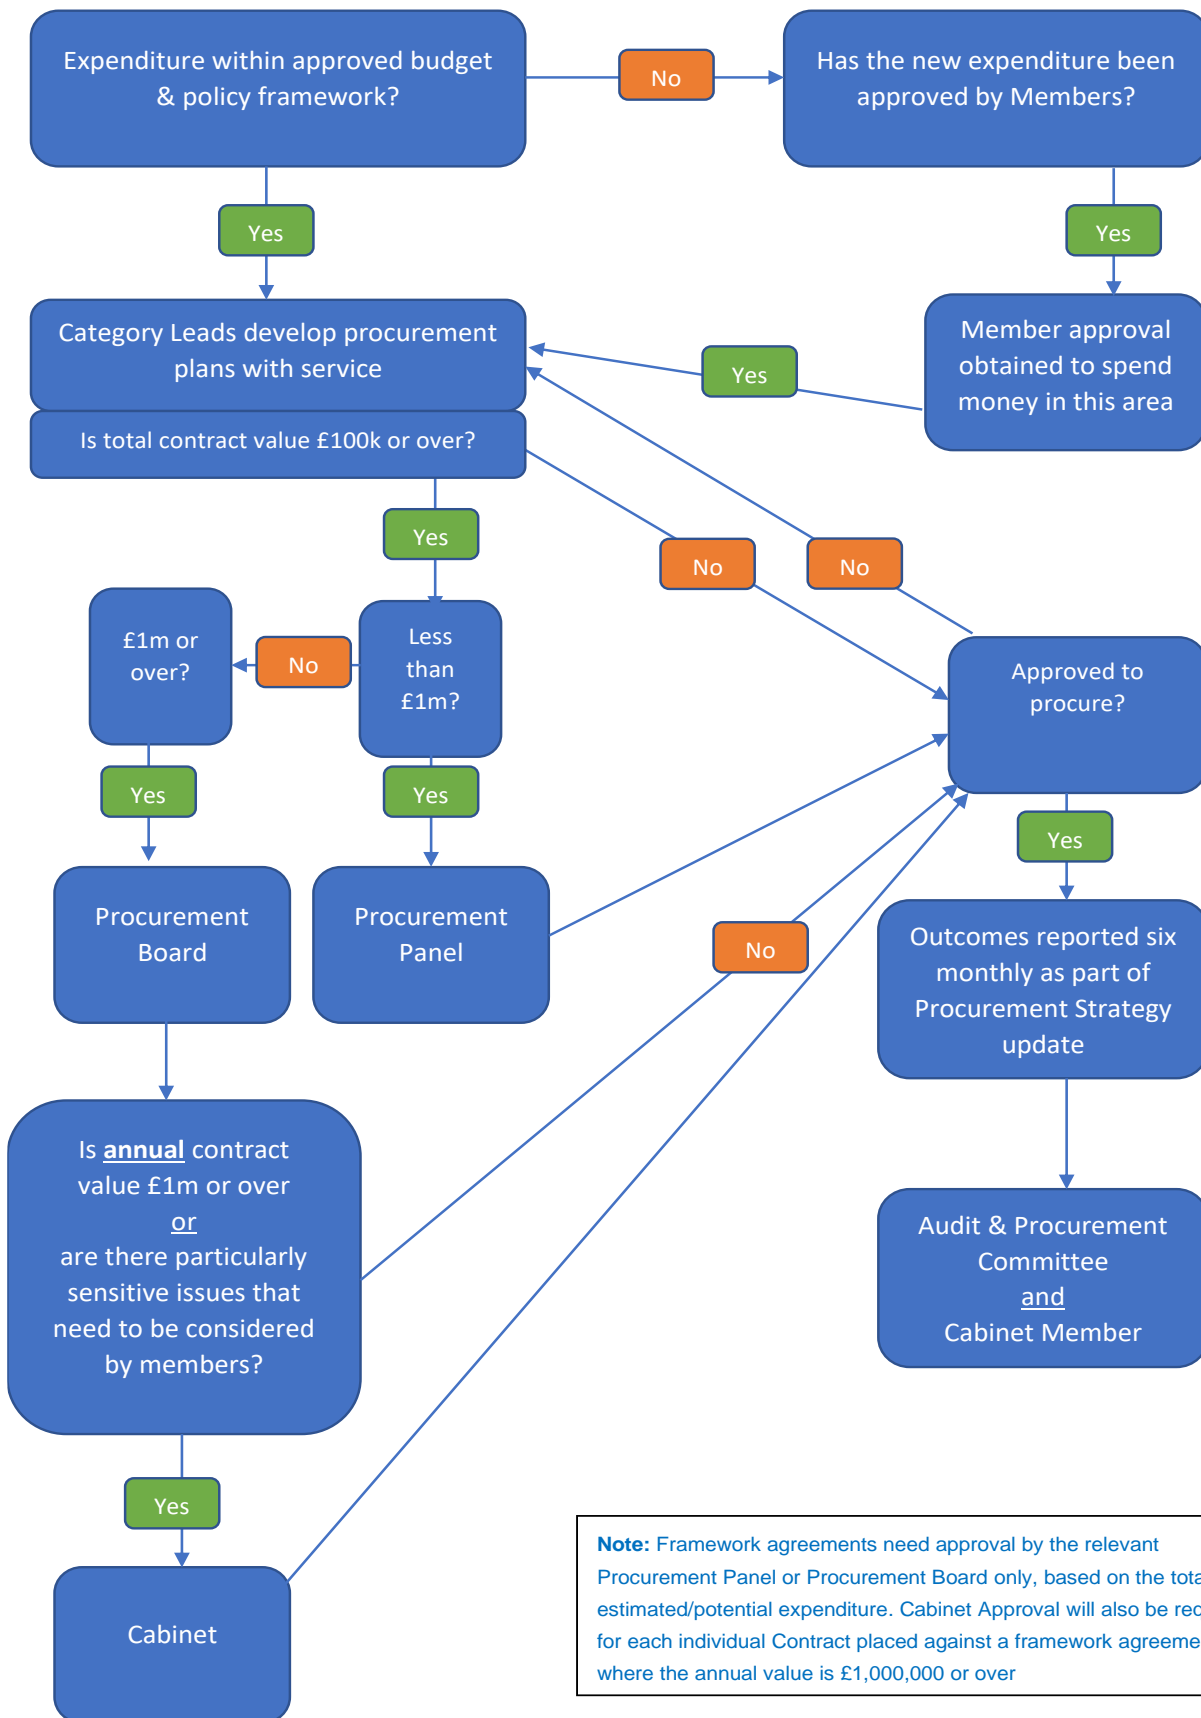 Expenditure within approved budget
& policy framework?
No
Has the new expenditure been
approved by Members?
Yes
Yes
Category Leads develop procurement
plans with service
Yes
Member approval
obtained to spend
money in this area
Is total contract value £100k or over?
Yes
No
No
£1m or
over?
No
Less
than
£1m?
Approved to
procure?
Yes
Yes
Yes
Procurement
Board
Procurement
Panel
No
Outcomes reported six
monthly as part of
Procurement Strategy
update
Is annual contract
value £1m or over
or
are there particularly
sensitive issues that
need to be considered
by members?
Audit & Procurement
Committee
and
Cabinet Member
Yes
Cabinet
Note: Framework agreements need approval by the relevant
Procurement Panel or Procurement Board only, based on the
estimated/potential expenditure. Cabinet Approval will also be
for each individual Contract placed against a framework
where the annual value is £1,000,000 or over